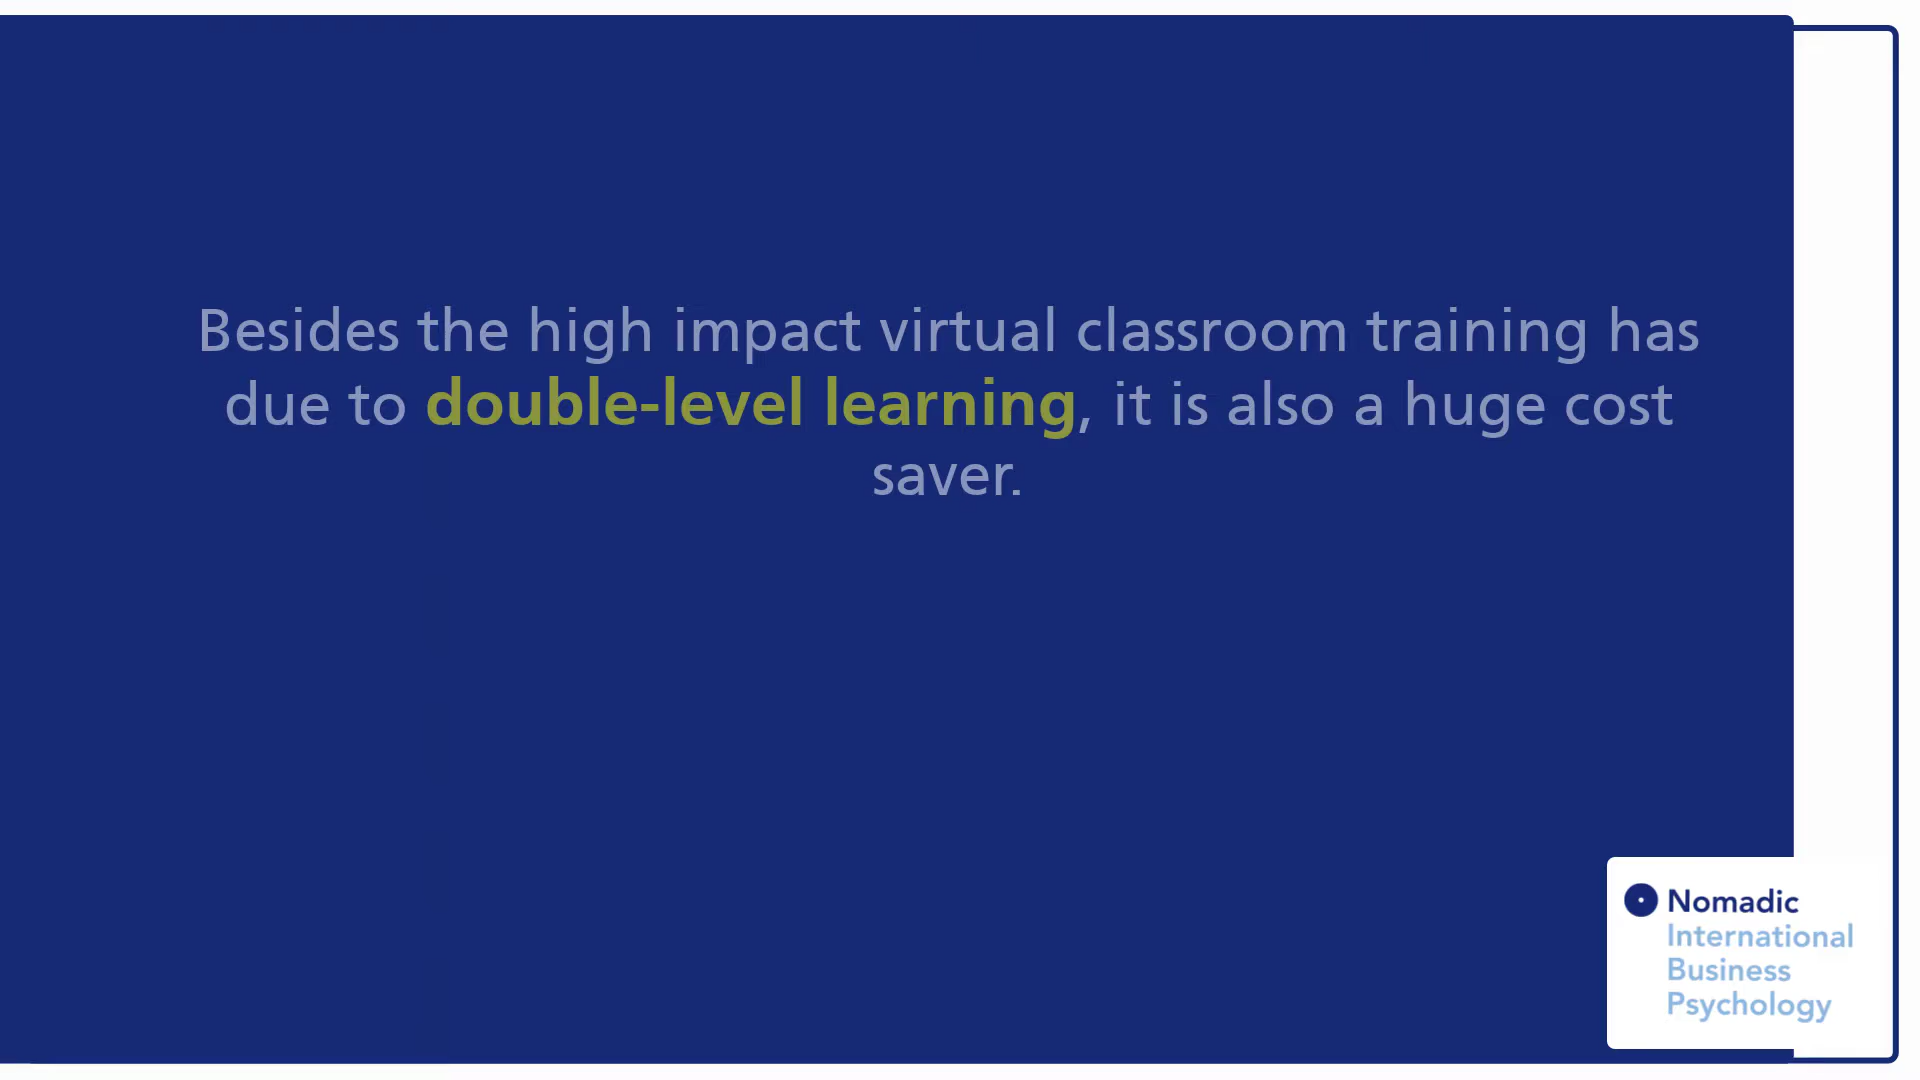 Besides the high impact virtual classroom training has
due to double-level learning, it is also a huge cost
saver.
Nomadic
International
Business
Psychology